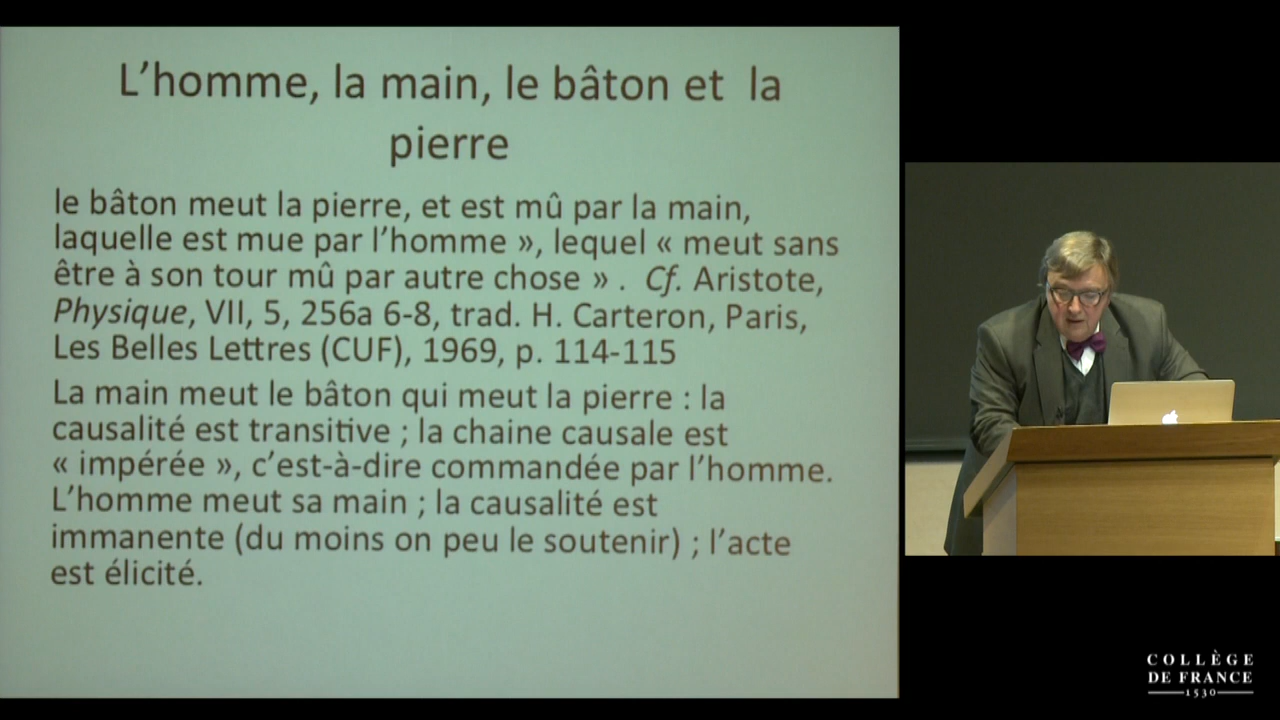 L'homme, la main, le bâton et la
pierre
le bâton meut la pierre, et est mû par la main,
laquelle est mue par l'homme », lequel « meut sans
être à son tour mû par autre chose » . Cf. Aristote,
Physique, VII, 5, 256a 6-8, trad. H. Carteron, Paris,
Les Belles Lettres (CUF), 1969, p. 114-115
La main meut le bâton qui meut la pierre : la
causalité est transitive ; la chaine causale est
« impérée », c'est-à-dire commandée par l'homme.
L'homme meut sa main ; la causalité est
immanente (du moins on peu le soutenir) ; l'acte
est élicité.
COLLÈGE
DE FRANCE
1530